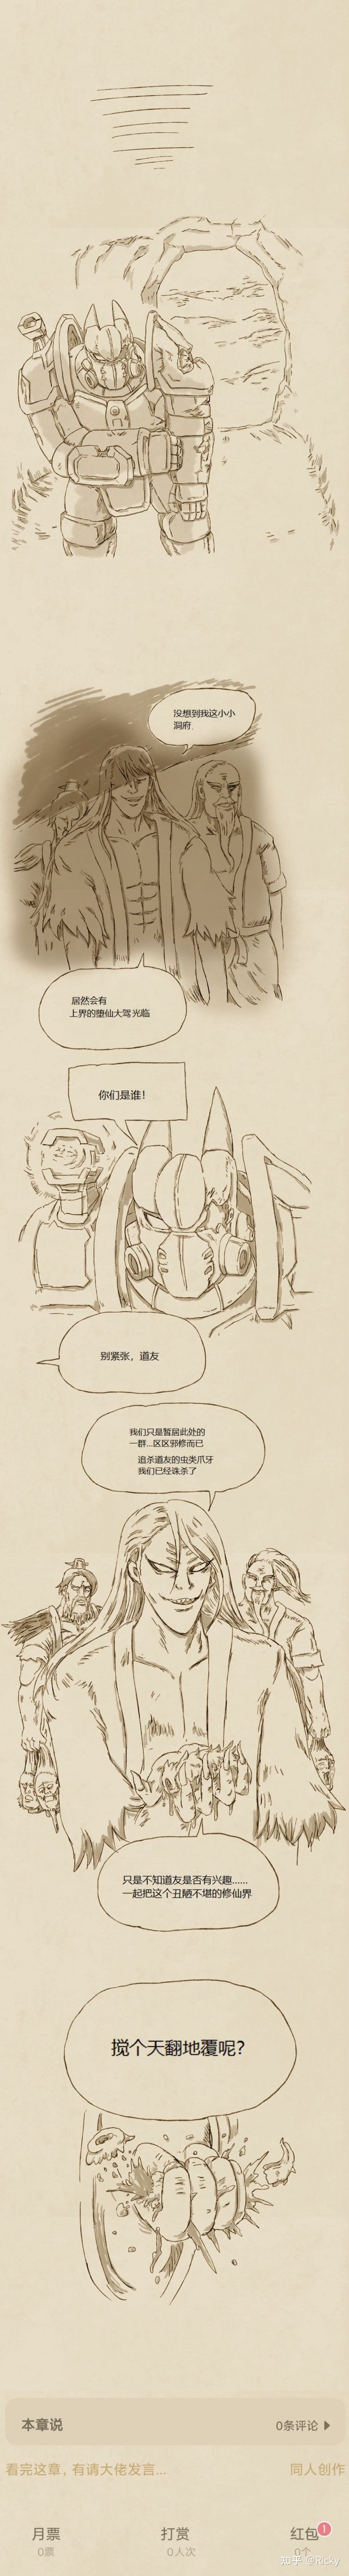 没想到我这小小
洞府
居然会有
上界的堕仙大驾光临
你们是谁！
别紧张，道友
我们只是暂居此处的
一群...区区邪修而已
追杀道友的虫类爪牙
我们已经诛杀了
只是不知道友是否有兴趣......
一起把这个丑陋不堪的修仙界
搅个天翻地覆呢？
本章说
0条评论
看完这章，有请大佬发言...
同人创作
月票
打赏
红包
1
0票
0人次
0个
知乎 @Ricky